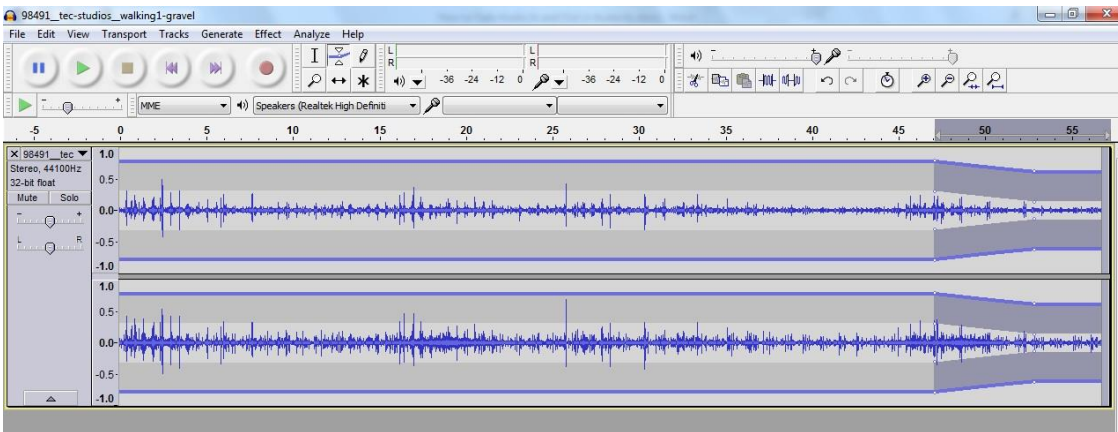 98491__tec-studios__walking1-gravel
File Edit View Transport Tracks Generate Effect Analyze Help
L
R
-36 -24 -12 0
L
R
-36 -24 -12 0
- +
MME
Speakers (Realtek High Definiti
-5 0 5 10 15 20 25 30 35 40 45 50 55
98491__tec
Stereo, 44100Hz
32-bit float
Mute Solo
- +
L R
1.0
0.5
0.0
-0.5
-1.0
1.0
0.5
0.0
-0.5
-1.0